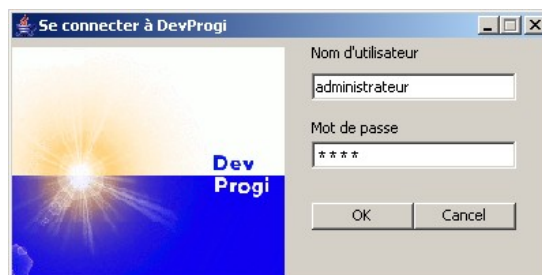 Se connecter à DevProgi
Dev
Progi
Nom d'utilisateur
administrateur
Mot de passe
****
OK
Cancel